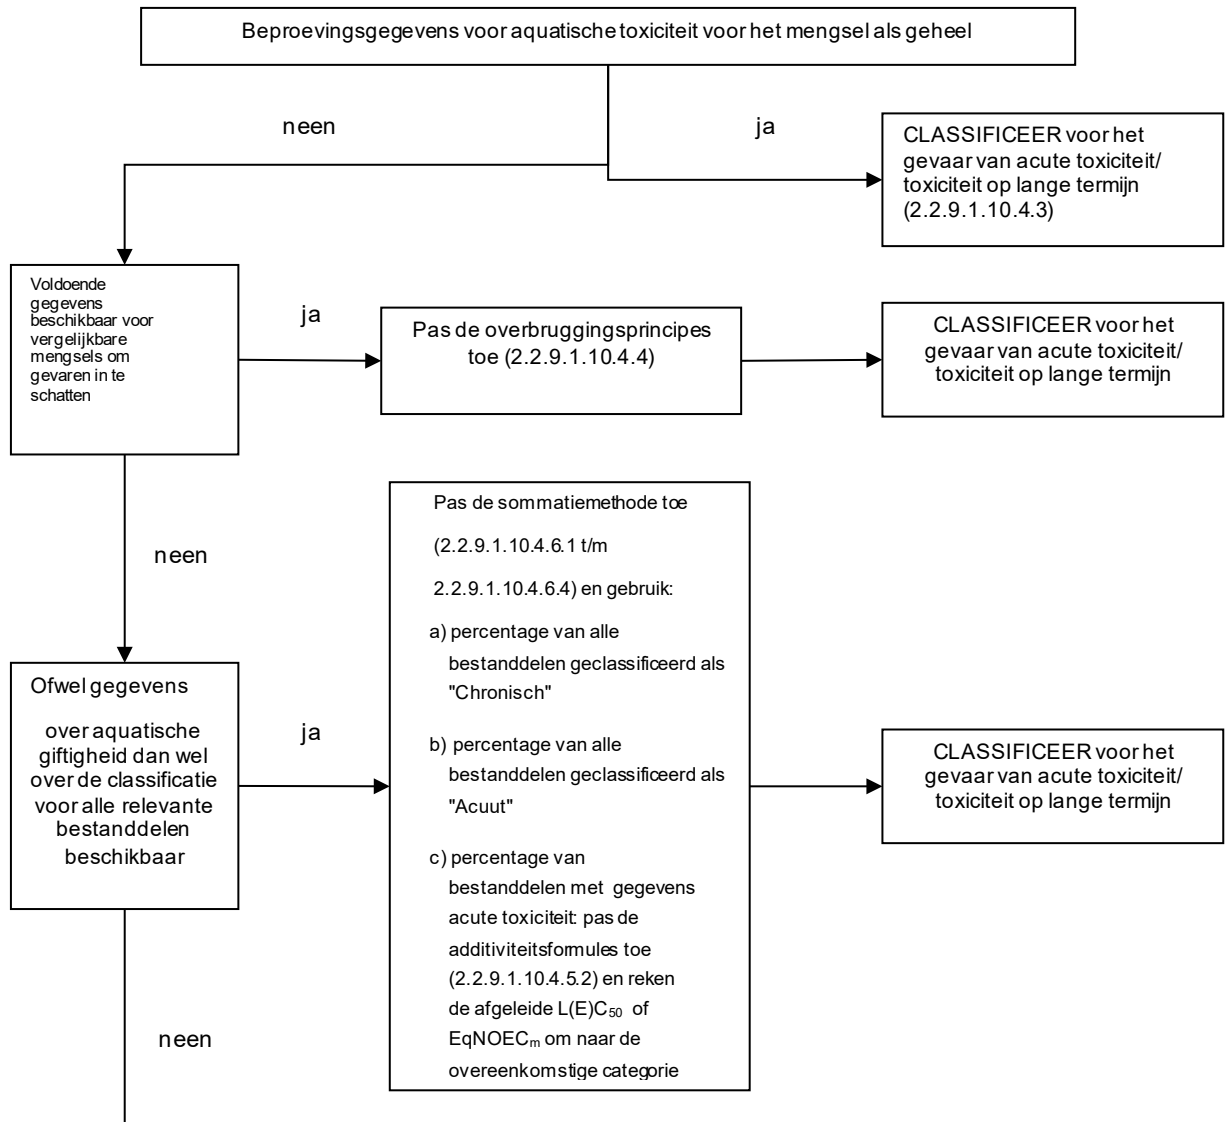 Beproevingsgegevens voor aquatische toxiciteit voor het mengsel als geheel
neen
ja
CLASSIFICEER voor het
gevaar van acute toxiciteit/
toxiciteit op lange termijn
(2.2.9.1.10.4.3)
Voldoende
gegevens
beschikbaar voor
vergelijkbare
mengsels om
gevaren in te
schatten
ja
Pas de overbruggingsprincipes
toe (2.2.9.1.10.4.4)
CLASSIFICEER voor het
gevaar van acute toxiciteit/
toxiciteit op lange termijn
neen
Pas de sommatiemethode toe
(2.2.9.1.10.4.6.1 t/m
2.2.9.1.10.4.6.4) en gebruik:
a) percentage van alle
bestanddelen geclassificeerd als
"Chronisch"
b) percentage van alle
bestanddelen geclassificeerd als
"Acuut"
c) percentage van
bestanddelen met gegevens
acute toxiciteit: pas de
additiviteitsformules toe
(2.2.9.1.10.4.5.2) en reken
de afgeleide L(E)C₅₀ of
EqNOECₘ om naar de
overeenkomstige categorie
Ofwel gegevens
over aquatische
giftigheid dan wel
over de classificatie
voor alle relevante
bestanddelen
beschikbaar
ja
CLASSIFICEER voor het
gevaar van acute toxiciteit/
toxiciteit op lange termijn
neen